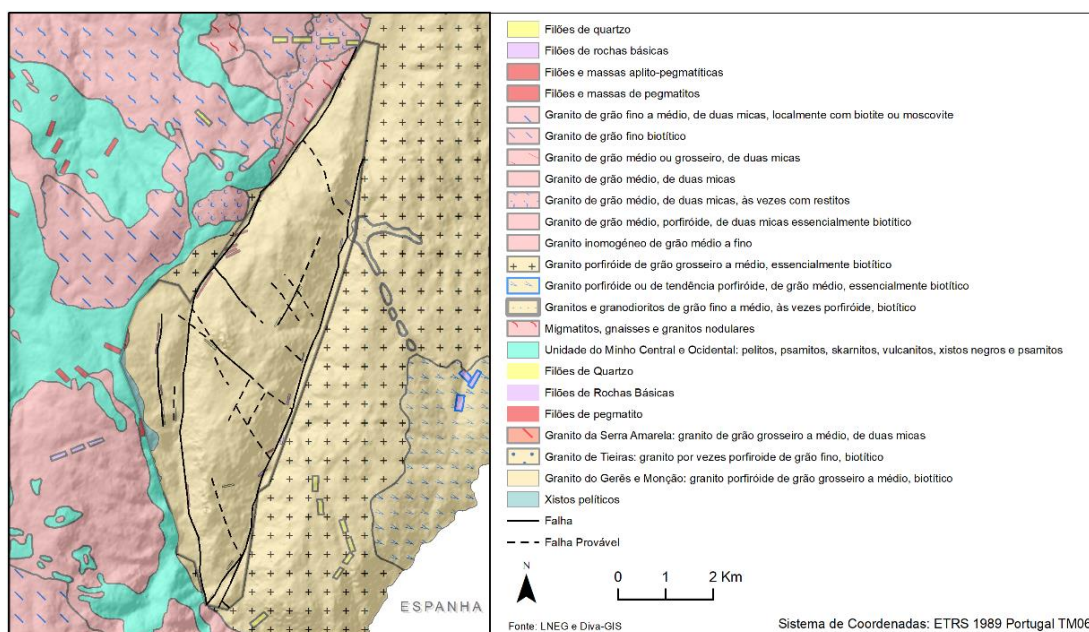 Filões de quartzo
Filões de rochas básicas
Filões e massas aplito-pegmatíticas
Filões e massas de pegmatitos
Granito de grão fino a médio, de duas micas, localmente com biotite ou moscovite
Granito de grão fino biotítico
Granito de grão médio ou grosseiro, de duas micas
Granito de grão médio, de duas micas
Granito de grão médio, de duas micas, às vezes com restitos
Granito de grão médio, porfiróide, de duas micas essencialmente biotítico
Granito inomogéneo de grão médio a fino
Granito porfiróide de grão grosseiro a médio, essencialmente biotítico
Granito porfiróide ou de tendência porfiróide, de grão médio, essencialmente biotítico
Granitos e granodioritos de grão fino a médio, às vezes porfiróide, biotítico
Migmatitos, gnaisses e granitos nodulares
Unidade do Minho Central e Ocidental: pelitos, psamitos, skarnitos, vulcanitos, xistos negros e psamitos
Filões de Quartzo
Filões de Rochas Básicas
Filões de pegmatito
Granito da Serra Amarela: granito de grão grosseiro a médio, de duas micas
Granito de Tieiras: granito por vezes porfiroide de grão fino, biotítico
Granito do Gerês e Monção: granito porfiróide de grão grosseiro a médio, biotítico
Xistos pelíticos
Falha
Falha Provável
N
0 1 2 Km
ESPANHA
Fonte: LNEG e Diva-GIS
Sistema de Coordenadas: ETRS 1989 Portugal TM06